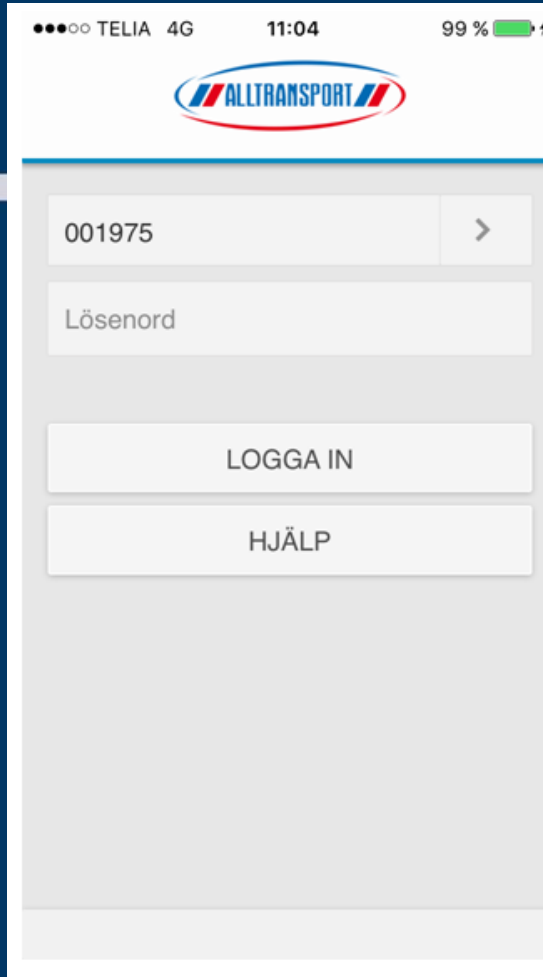 TELIA 4G 11:04 99 %
ALLTRANSPORT
001975
Lösenord
LOGGA IN
HJÄLP